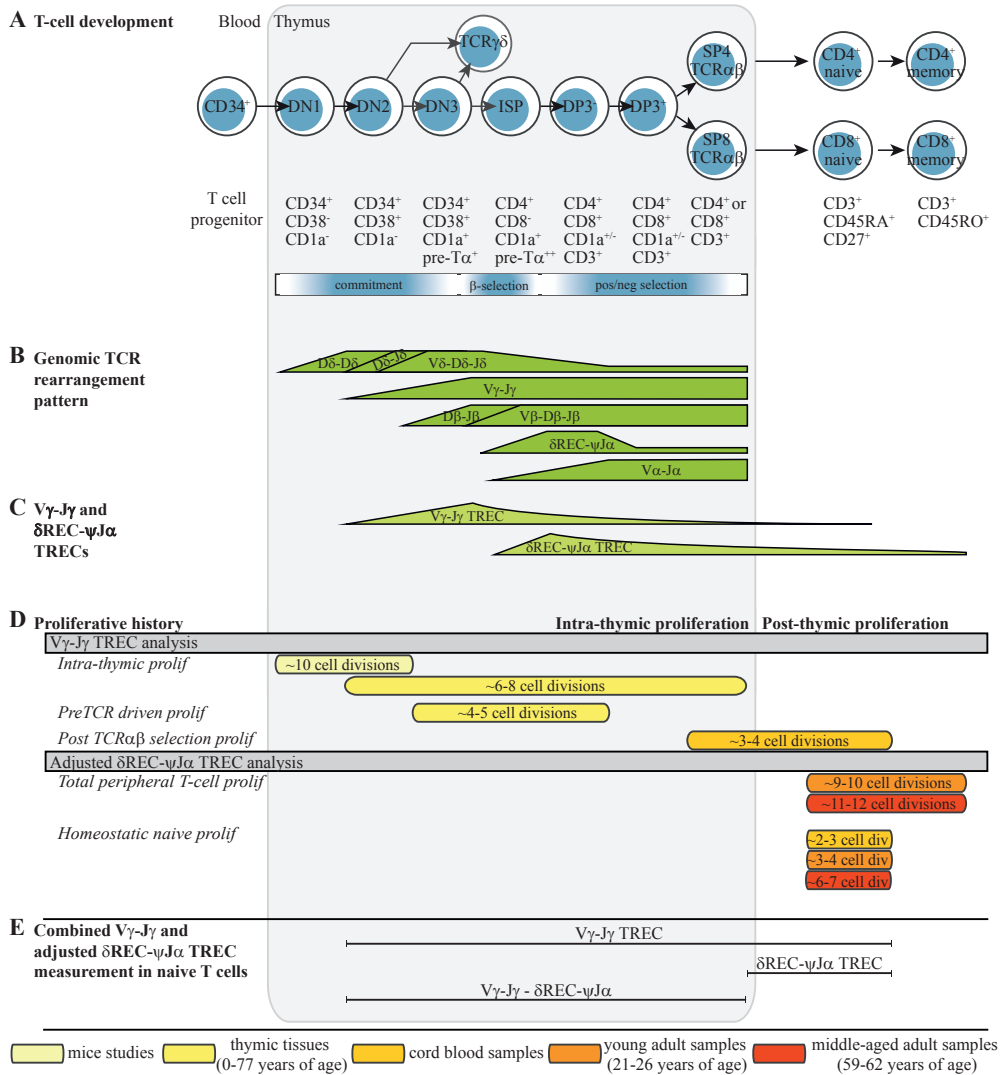 A T-cell development
Blood Thymus
TCRγδ
SP4
TCRαβ
CD4⁺
naive
CD4⁺
memory
CD34⁺ DN1 DN2 DN3 ISP DP3⁻ DP3⁺
SP8
TCRαβ
CD8⁺
naive
CD8⁺
memory
T cell
progenitor
CD34⁺
CD38⁻
CD1a⁻
CD34⁺
CD38⁺
CD1a⁻
CD34⁺
CD38⁺
CD1a⁺
pre-Tα⁺
CD4⁺
CD8⁻
CD1a⁺
pre-Tα⁺⁺
CD4⁺
CD8⁺
CD1a⁺/⁻
CD3⁺
CD4⁺
CD8⁺
CD1a⁺/⁻
CD3⁺
CD4⁺ or
CD8⁺
CD3⁺
CD3⁺
CD45RA⁺
CD27⁺
CD3⁺
CD45RO⁺
commitment β-selection pos/neg selection
B Genomic TCR
rearrangement
pattern
Dδ-Dδ Dδ-Jδ Vδ-Dδ-Jδ
Vγ-Jγ
Dβ-Jβ Vβ-Dβ-Jβ
δREC-ψJα
Vα-Jα
C Vγ-Jγ and
δREC-ψJα
TRECs
Vγ-Jγ TREC
δREC-ψJα TREC
D Proliferative history Intra-thymic proliferation Post-thymic proliferation
Vγ-Jγ TREC analysis
Intra-thymic prolif ~10 cell divisions
~6-8 cell divisions
PreTCR driven prolif ~4-5 cell divisions
Post TCRαβ selection prolif ~3-4 cell divisions
Adjusted δREC-ψJα TREC analysis
Total peripheral T-cell prolif ~9-10 cell divisions
~11-12 cell divisions
Homeostatic naive prolif ~2-3 cell div
~3-4 cell div
~6-7 cell div
E Combined Vγ-Jγ and
adjusted δREC-ψJα TREC
measurement in naive T cells
Vγ-Jγ TREC
δREC-ψJα TREC
Vγ-Jγ - δREC-ψJα
mice studies
thymic tissues
(0-77 years of age)
cord blood samples
young adult samples
(21-26 years of age)
middle-aged adult samples
(59-62 years of age)